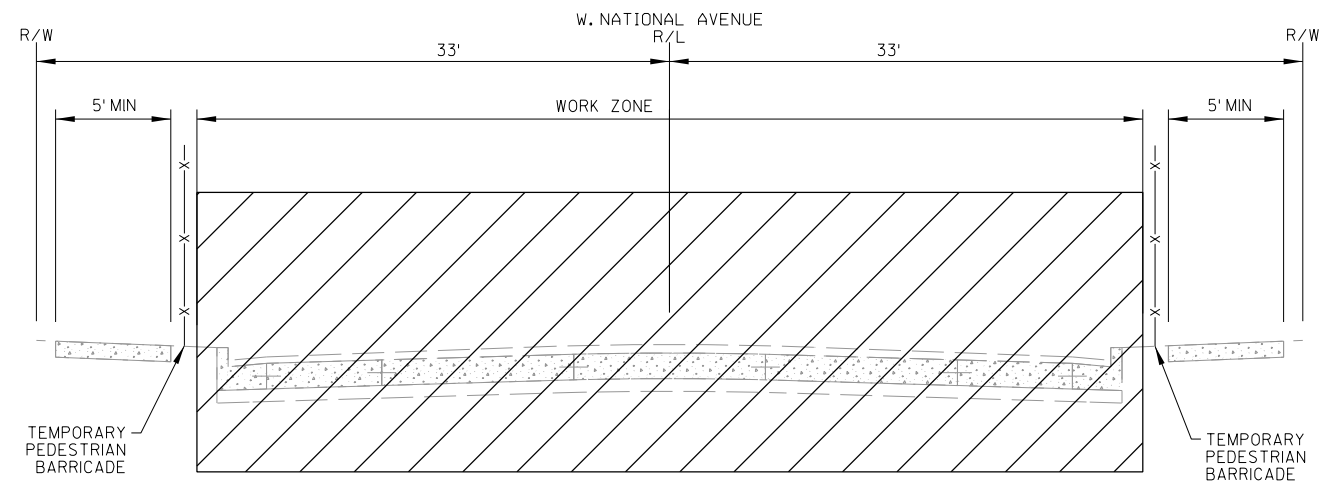 W. NATIONAL AVENUE
R/W
R/L
R/W
33'
33'
5' MIN
WORK ZONE
5' MIN
X
X
X
X
X
X
TEMPORARY
PEDESTRIAN
BARRICADE
TEMPORARY
PEDESTRIAN
BARRICADE